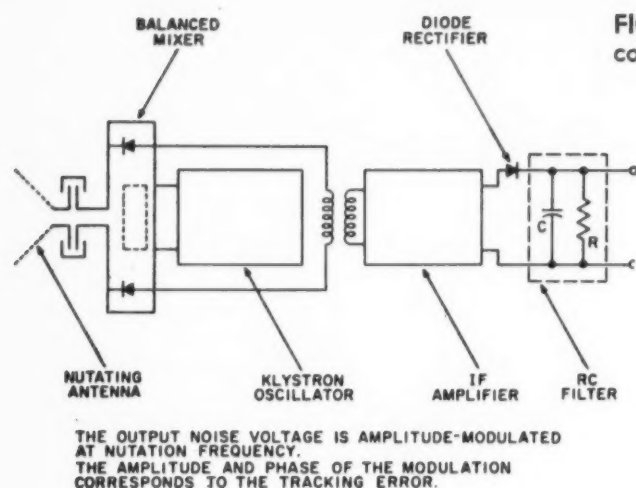 BALANCED
MIXER
DIODE
RECTIFIER
C
R
NUTATING
ANTENNA
KLYSTRON
OSCILLATOR
IF
AMPLIFIER
RC
FILTER
THE OUTPUT NOISE VOLTAGE IS AMPLITUDE-MODULATED
AT NUTATION FREQUENCY.
THE AMPLITUDE AND PHASE OF THE MODULATION
CORRESPONDS TO THE TRACKING ERROR.